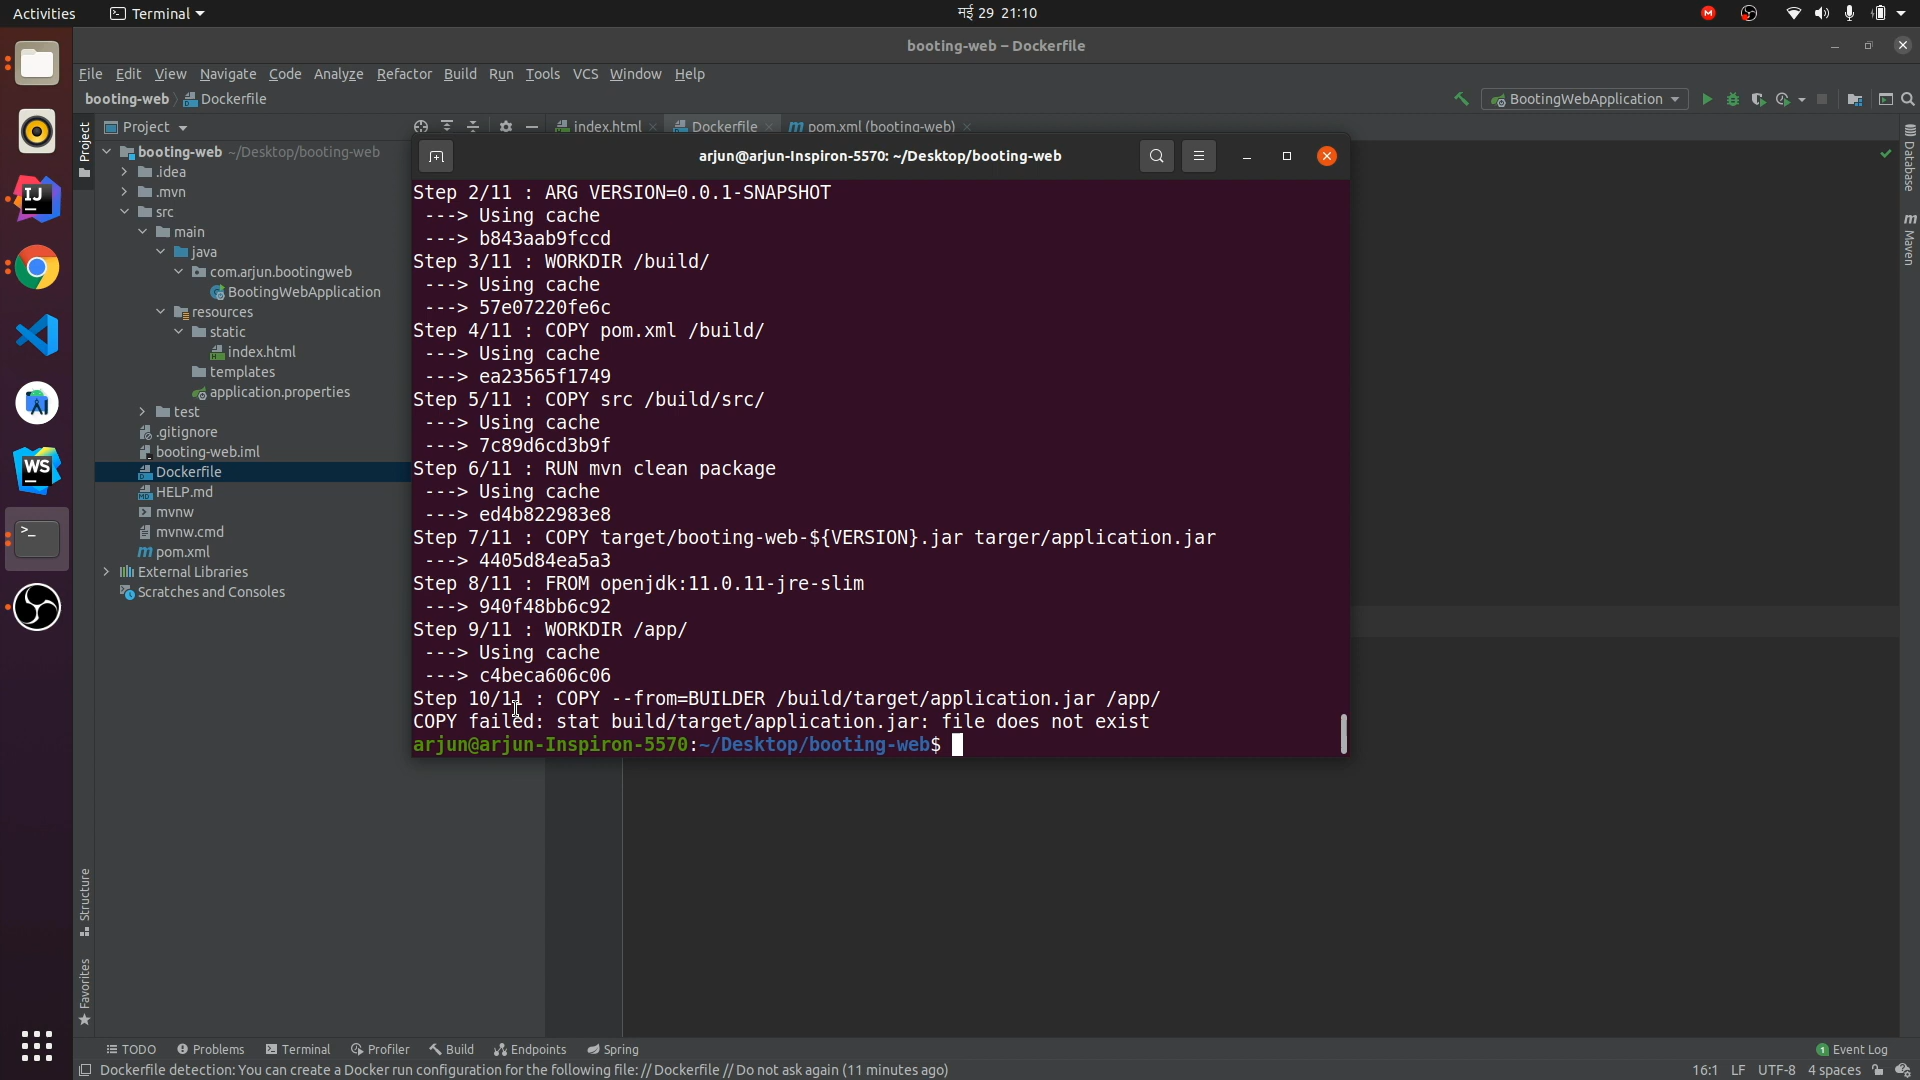 Activities
Terminal
मई 29 21:10
booting-web – Dockerfile
File Edit View Navigate Code Analyze Refactor Build Run Tools VCS Window Help
booting-web
Dockerfile
BootingWebApplication
Project
index.html
Dockerfile
pom.xml (booting-web)
Project
booting-web ~/Desktop/booting-web
.idea
.mvn
src
main
java
com.arjun.bootingweb
BootingWebApplication
resources
static
index.html
templates
application.properties
test
.gitignore
booting-web.iml
Dockerfile
HELP.md
mvnw
mvnw.cmd
pom.xml
External Libraries
Scratches and Consoles
arjun@arjun-Inspiron-5570: ~/Desktop/booting-web
Step 2/11 : ARG VERSION=0.0.1-SNAPSHOT
---> Using cache
---> b843aab9fccd
Step 3/11 : WORKDIR /build/
---> Using cache
---> 57e07220fe6c
Step 4/11 : COPY pom.xml /build/
---> Using cache
---> ea23565f1749
Step 5/11 : COPY src /build/src/
---> Using cache
---> 7c89d6cd3b9f
Step 6/11 : RUN mvn clean package
---> Using cache
---> ed4b822983e8
Step 7/11 : COPY target/booting-web-${VERSION}.jar targer/application.jar
---> 4405d84ea5a3
Step 8/11 : FROM openjdk:11.0.11-jre-slim
---> 940f48bb6c92
Step 9/11 : WORKDIR /app/
---> Using cache
---> c4beca606c06
Step 10/11 : COPY --from=BUILDER /build/target/application.jar /app/
COPY failed: stat build/target/application.jar: file does not exist
arjun@arjun-Inspiron-5570:~/Desktop/booting-web$
Database
Maven
Structure
Favorites
TODO
Problems
Terminal
Profiler
Build
Endpoints
Spring
1 Event Log
Dockerfile detection: You can create a Docker run configuration for the following file: // Dockerfile // Do not ask again (11 minutes ago)
16:1 LF UTF-8 4 spaces